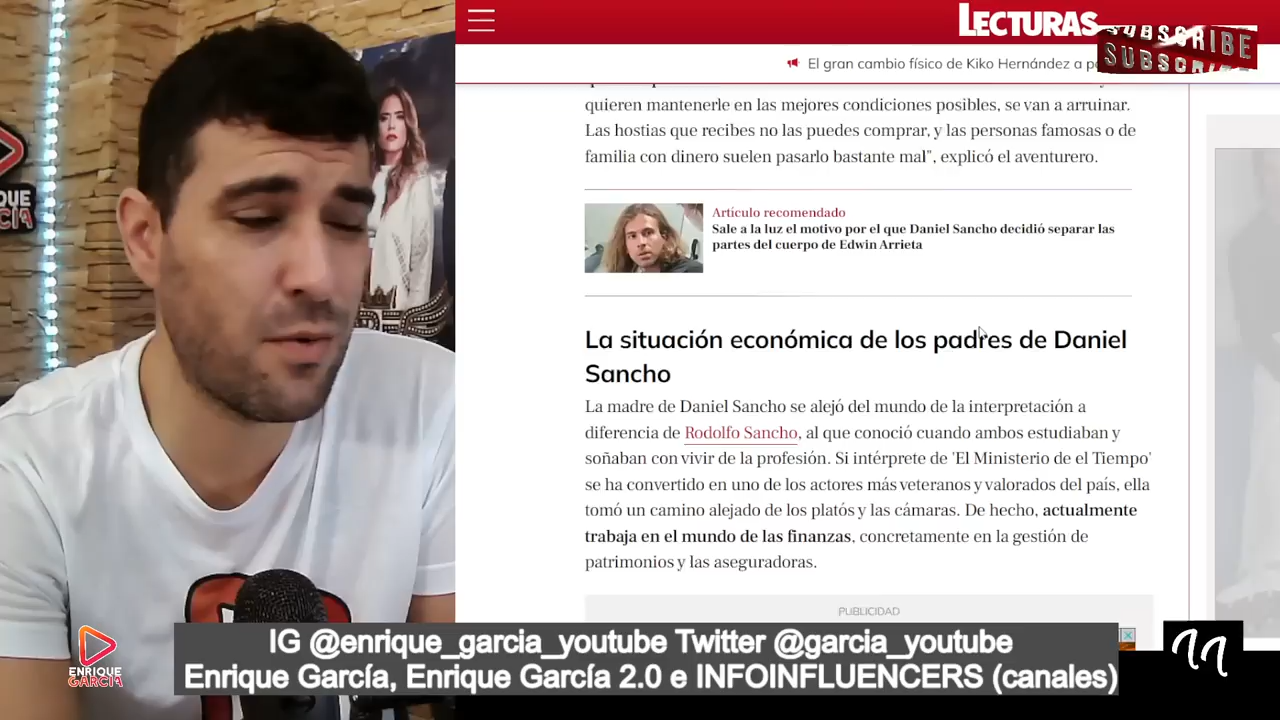 LECTURAS
SUBSCRIBE
SUBSCRIBE
El gran cambio físico de Kiko Hernández a
quieren mantenerle en las mejores condiciones posibles, se van a arruinar.
Las hostias que recibes no las puedes comprar, y las personas famosas o de
familia con dinero suelen pasarlo bastante mal", explicó el aventurero.
Artículo recomendado
Sale a la luz el motivo por el que Daniel Sancho decidió separar las
partes del cuerpo de Edwin Arrieta
La situación económica de los padres de Daniel
Sancho
La madre de Daniel Sancho se alejó del mundo de la interpretación a
diferencia de Rodolfo Sancho, al que conoció cuando ambos estudiaban y
soñaban con vivir de la profesión. Si intérprete de 'El Ministerio de el Tiempo'
se ha convertido en uno de los actores más veteranos y valorados del país, ella
tomó un camino alejado de los platós y las cámaras. De hecho, actualmente
trabaja en el mundo de las finanzas, concretamente en la gestión de
patrimonios y las aseguradoras.
PUBLICIDAD
IG @enrique_garcia_youtube Twitter @garcia_youtube
Enrique García, Enrique García 2.0 e INFOINFLUENCERS (canales)
ENRIQUE
GARCÍA